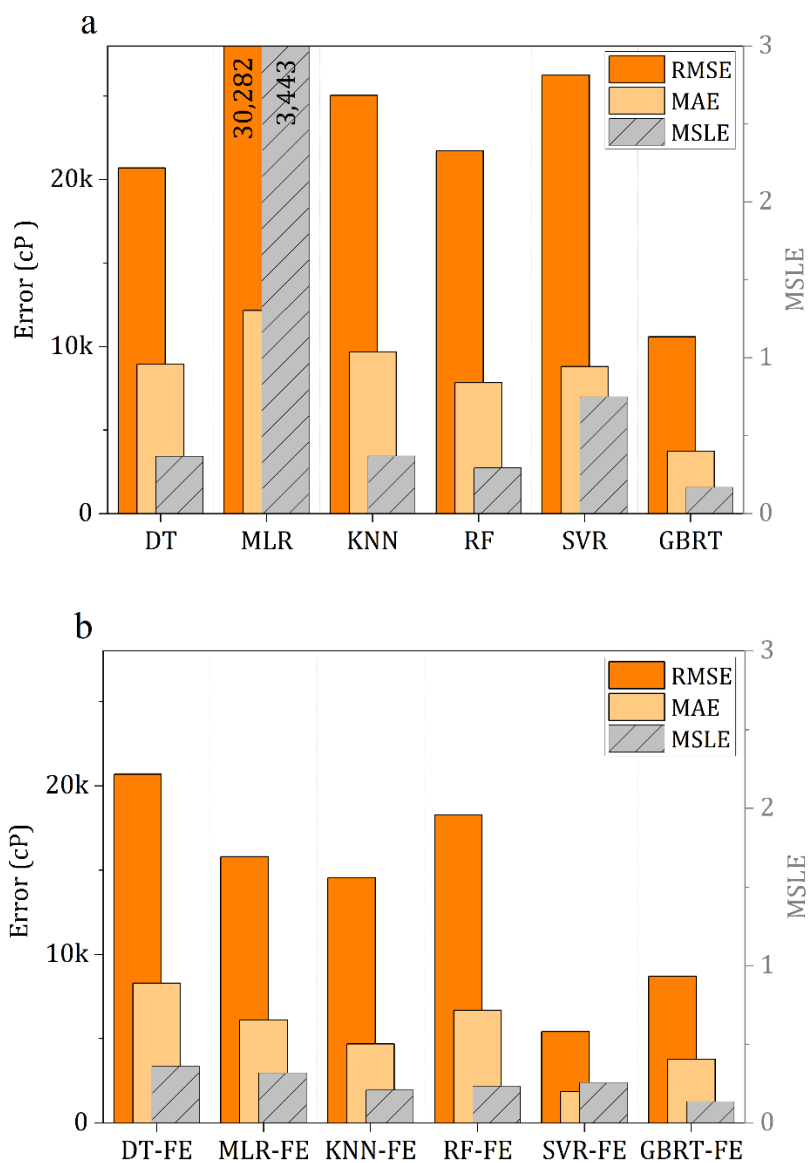 a
30,282
3,443
RMSE
MAE
MSLE
20k
10k
0
Error (cP )
3
2
1
0
MSLE
DT MLR KNN RF SVR GBRT
b
RMSE
MAE
MSLE
20k
10k
0
Error (cP)
3
2
1
0
MSLE
DT-FE MLR-FE KNN-FE RF-FE SVR-FE GBRT-FE